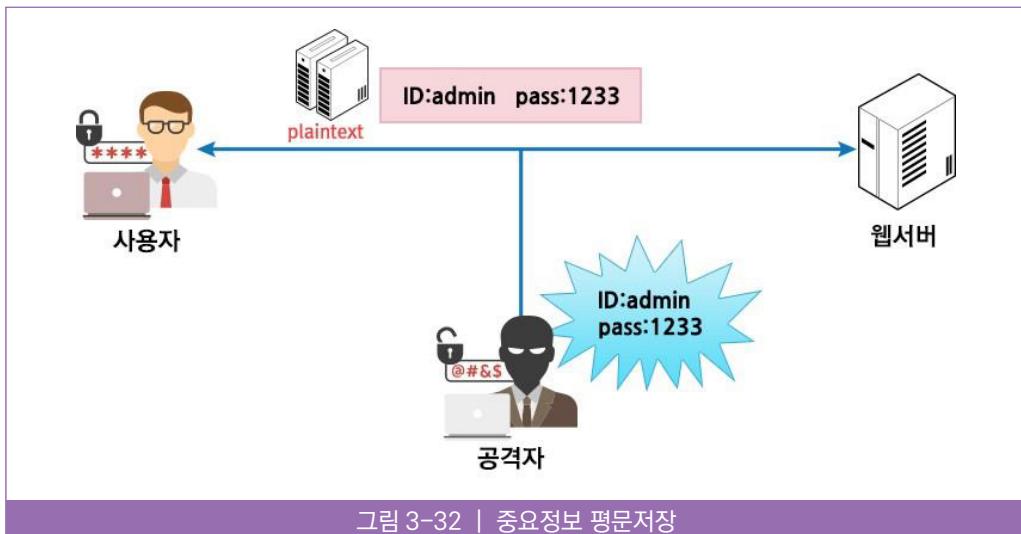 ID:admin pass:1233
plaintext
****
사용자
웹서버
ID:admin
pass:1233
@#&$
공격자
그림 3-32 | 중요정보 평문저장